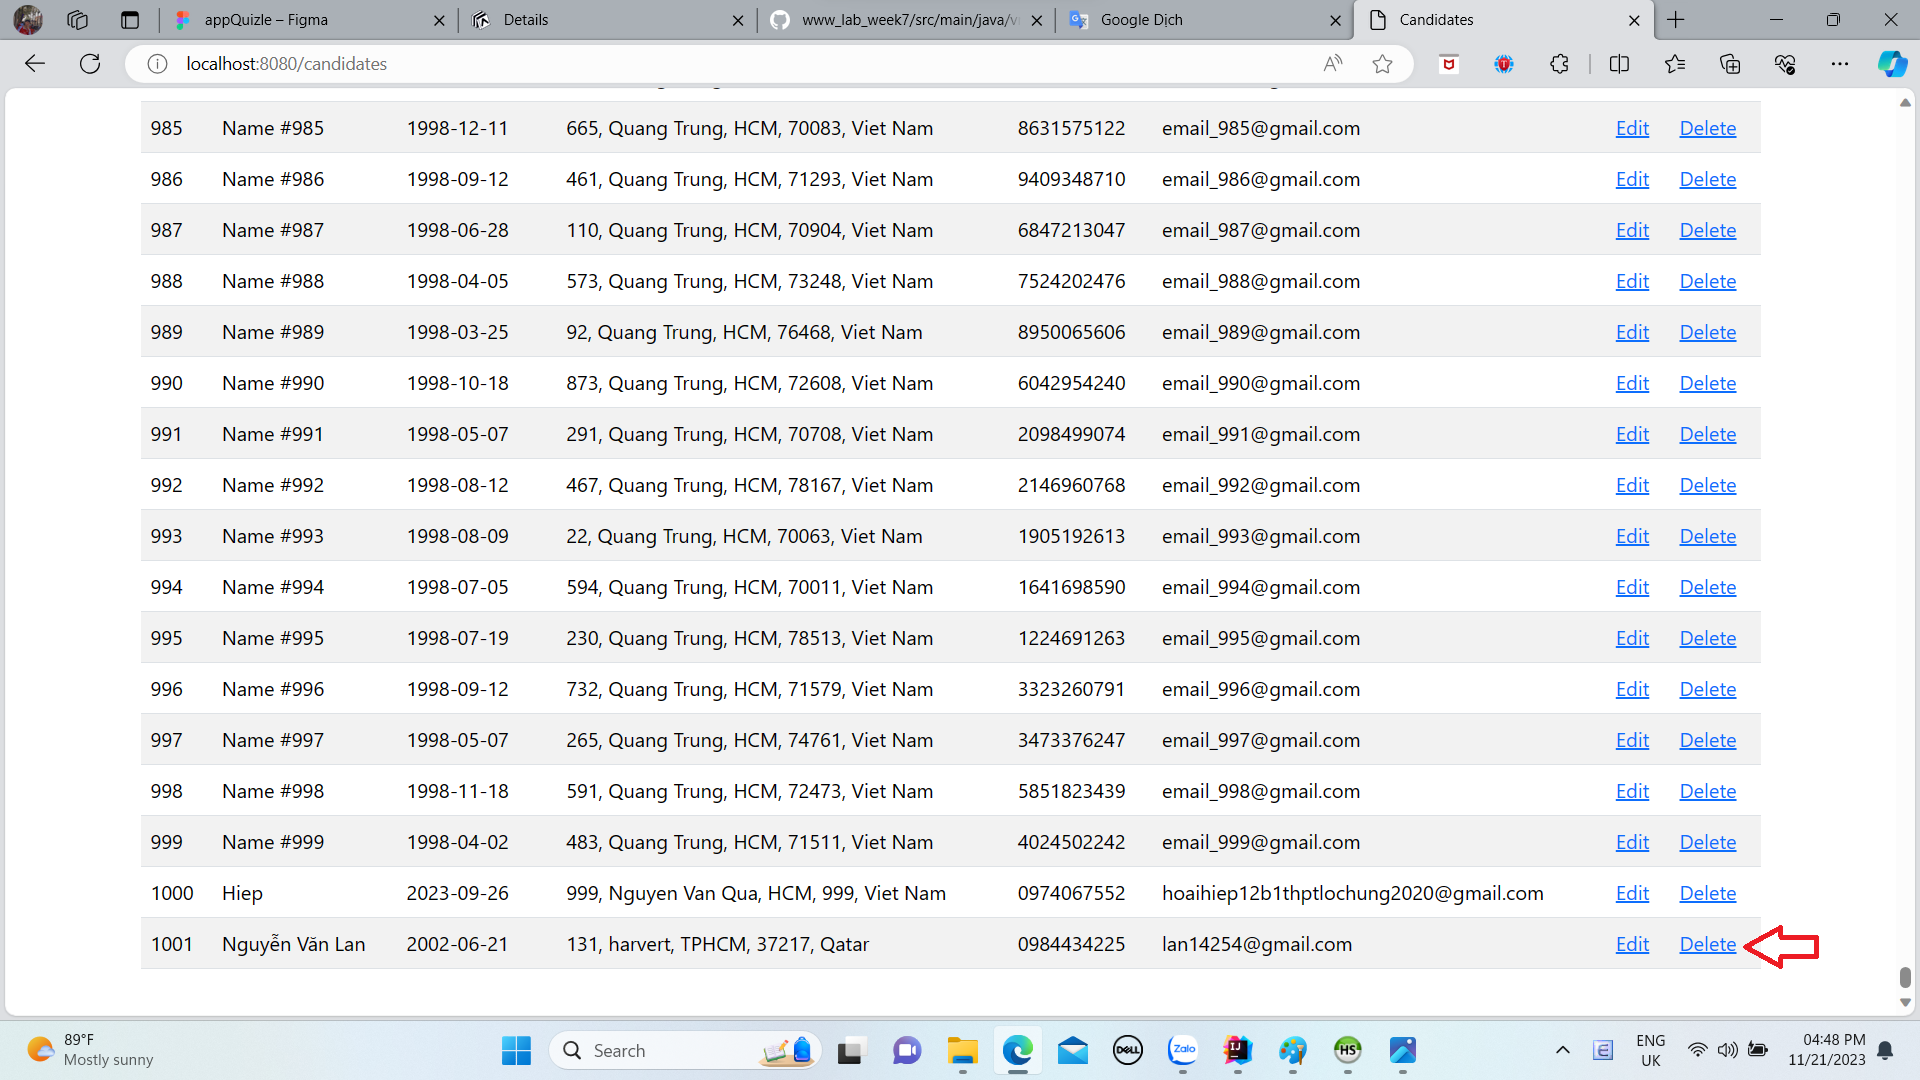 appQuizle – Figma
Details
www_lab_week7/src/main/java/v
Google Dịch
Candidates
localhost:8080/candidates
985 Name #985 1998-12-11 665, Quang Trung, HCM, 70083, Viet Nam 8631575122 email_985@gmail.com Edit Delete
986 Name #986 1998-09-12 461, Quang Trung, HCM, 71293, Viet Nam 9409348710 email_986@gmail.com Edit Delete
987 Name #987 1998-06-28 110, Quang Trung, HCM, 70904, Viet Nam 6847213047 email_987@gmail.com Edit Delete
988 Name #988 1998-04-05 573, Quang Trung, HCM, 73248, Viet Nam 7524202476 email_988@gmail.com Edit Delete
989 Name #989 1998-03-25 92, Quang Trung, HCM, 76468, Viet Nam 8950065606 email_989@gmail.com Edit Delete
990 Name #990 1998-10-18 873, Quang Trung, HCM, 72608, Viet Nam 6042954240 email_990@gmail.com Edit Delete
991 Name #991 1998-05-07 291, Quang Trung, HCM, 70708, Viet Nam 2098499074 email_991@gmail.com Edit Delete
992 Name #992 1998-08-12 467, Quang Trung, HCM, 78167, Viet Nam 2146960768 email_992@gmail.com Edit Delete
993 Name #993 1998-08-09 22, Quang Trung, HCM, 70063, Viet Nam 1905192613 email_993@gmail.com Edit Delete
994 Name #994 1998-07-05 594, Quang Trung, HCM, 70011, Viet Nam 1641698590 email_994@gmail.com Edit Delete
995 Name #995 1998-07-19 230, Quang Trung, HCM, 78513, Viet Nam 1224691263 email_995@gmail.com Edit Delete
996 Name #996 1998-09-12 732, Quang Trung, HCM, 71579, Viet Nam 3323260791 email_996@gmail.com Edit Delete
997 Name #997 1998-05-07 265, Quang Trung, HCM, 74761, Viet Nam 3473376247 email_997@gmail.com Edit Delete
998 Name #998 1998-11-18 591, Quang Trung, HCM, 72473, Viet Nam 5851823439 email_998@gmail.com Edit Delete
999 Name #999 1998-04-02 483, Quang Trung, HCM, 71511, Viet Nam 4024502242 email_999@gmail.com Edit Delete
1000 Hiep 2023-09-26 999, Nguyen Van Qua, HCM, 999, Viet Nam 0974067552 hoaihiep12b1thptlochung2020@gmail.com Edit Delete
1001 Nguyễn Văn Lan 2002-06-21 131, harvert, TPHCM, 37217, Qatar 0984434225 lan14254@gmail.com Edit Delete
89°F
Mostly sunny
Search
DELL
Zalo
IJ
HS
ENG
UK
04:48 PM
11/21/2023